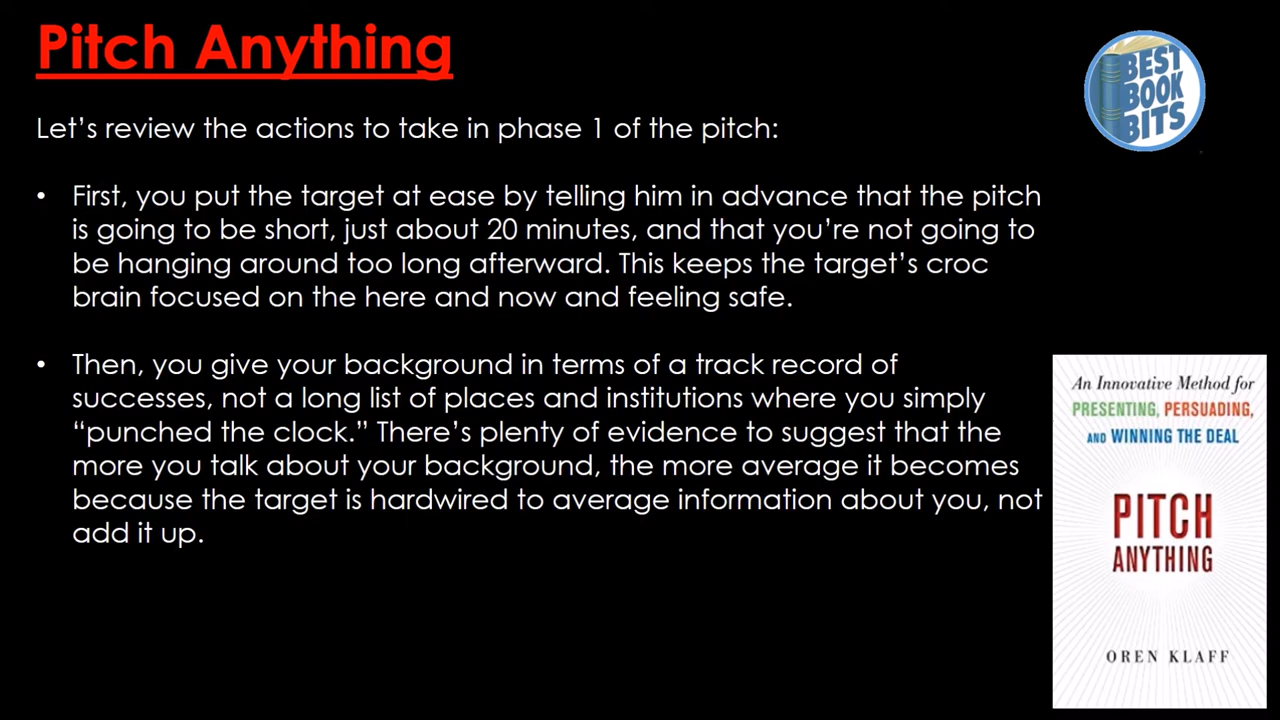 Pitch Anything
BEST
BOOK
BITS
Let's review the actions to take in phase 1 of the pitch:
• First, you put the target at ease by telling him in advance that the pitch
is going to be short, just about 20 minutes, and that you're not going to
be hanging around too long afterward. This keeps the target's croc
brain focused on the here and now and feeling safe.
• Then, you give your background in terms of a track record of
successes, not a long list of places and institutions where you simply
“punched the clock.” There's plenty of evidence to suggest that the
more you talk about your background, the more average it becomes
because the target is hardwired to average information about you, not
add it up.
An Innovative Method for
PRESENTING, PERSUADING,
AND WINNING THE DEAL
PITCH
ANYTHING
OREN KLAFF